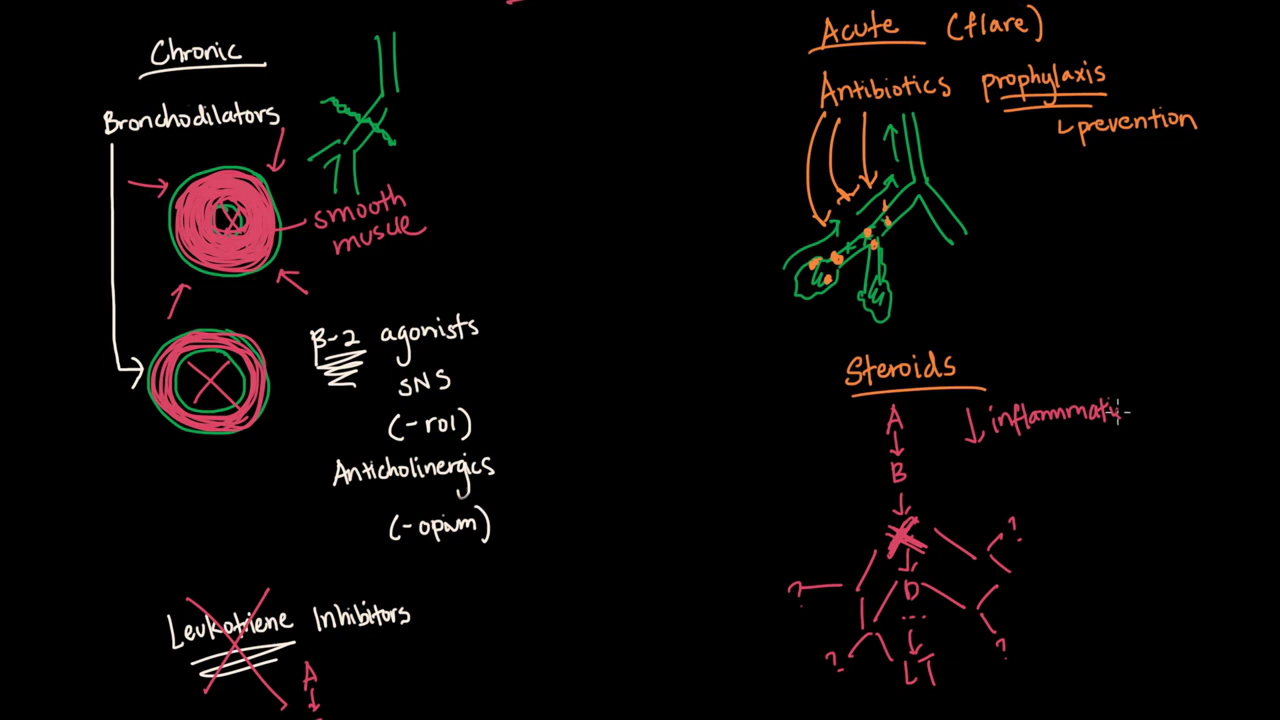 Chronic
Bronchodilators
smooth
muscle
B-2 agonists
SNS
(-rol)
Anticholinergics
(-opium)
Leukotriene Inhibitors
A
Acute (flare)
Antibiotics prophylaxis
prevention
Steroids
A
↓ inflammati
B
D
...
LT
?
?
?
?